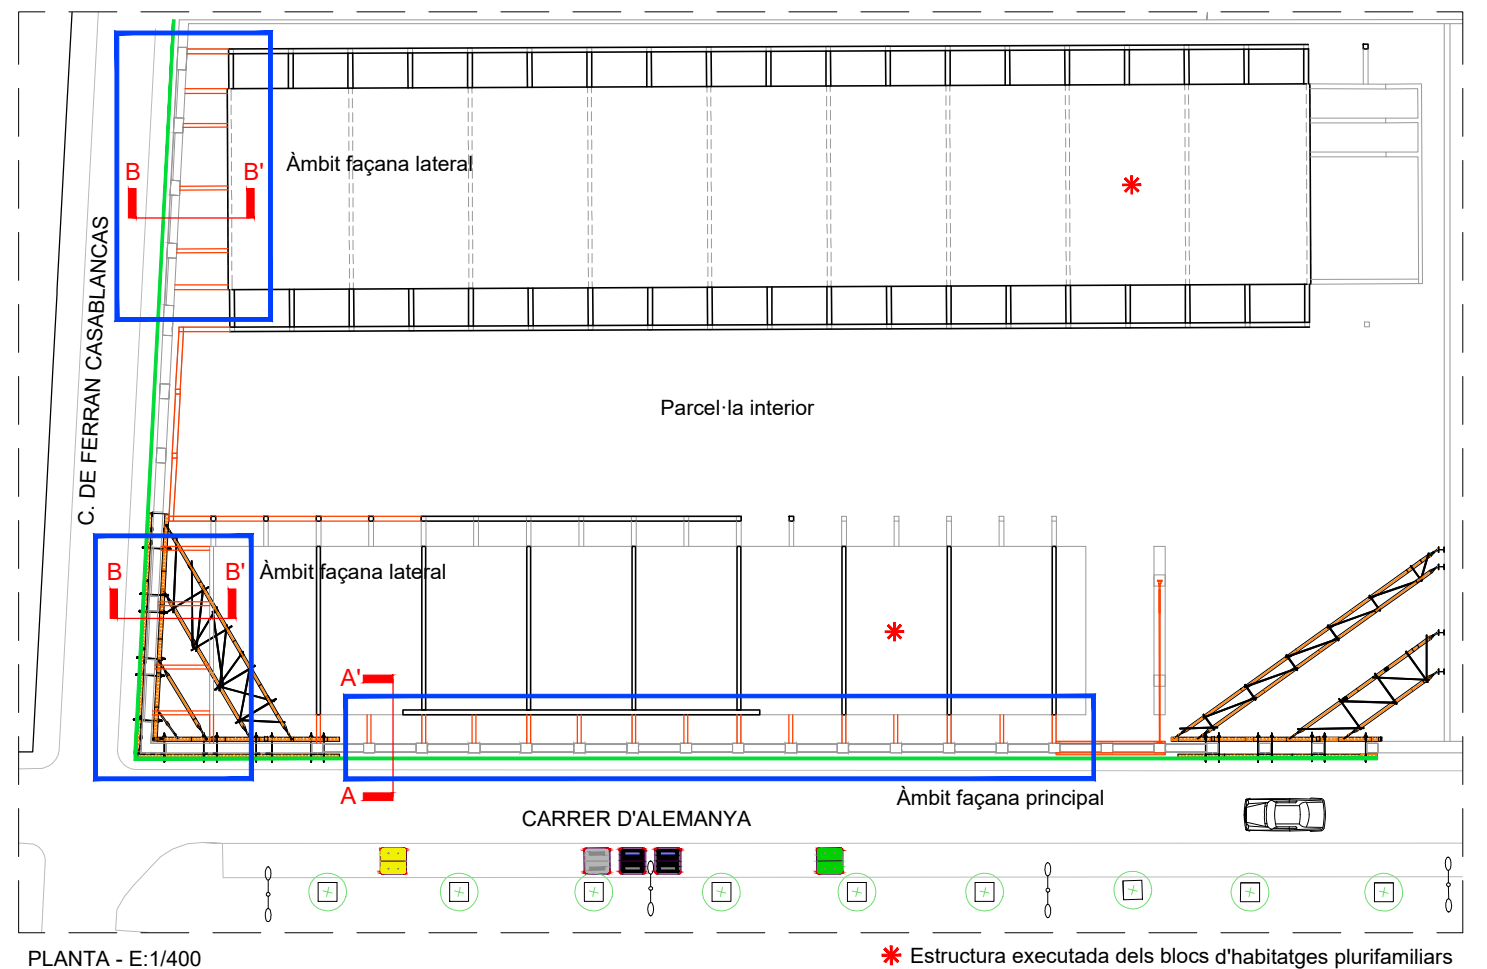 Àmbit façana lateral
B
B'
C. DE FERRAN CASABLANCAS
Parcel·la interior
Àmbit façana lateral
B
B'
A'
A
Àmbit façana principal
CARRER D'ALEMANYA
PLANTA - E:1/400
Estructura executada dels blocs d'habitatges plurifamiliars